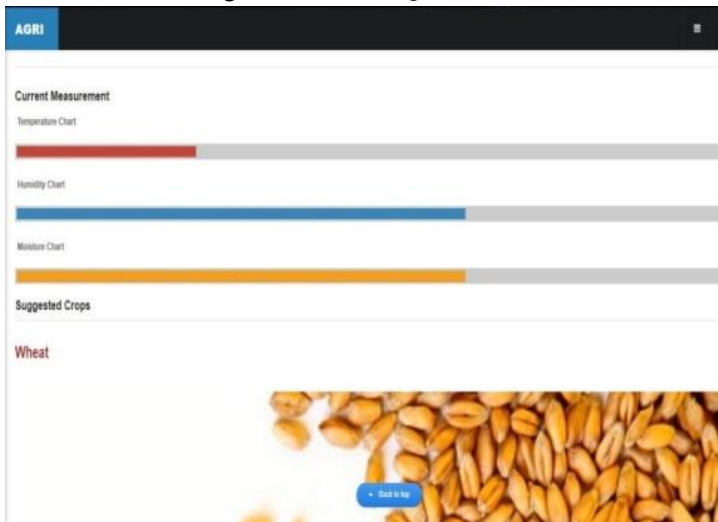 AGRI
Current Measurement
Temperature Chart
Humidity Chart
Moisture Chart
Suggested Crops
Wheat
Back to top